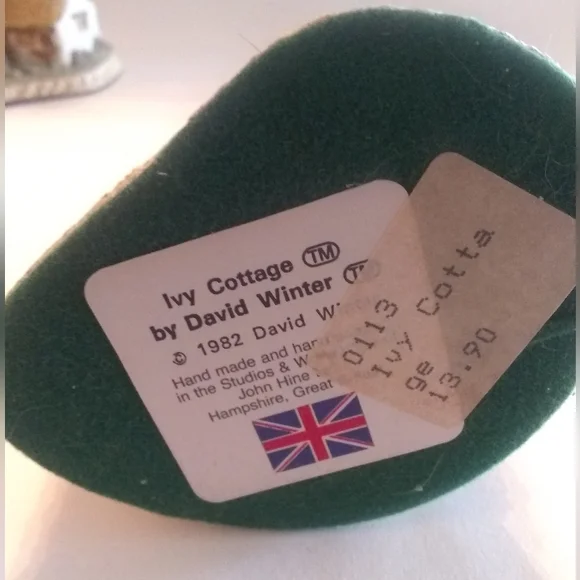 Ivy Cottage TM
by David Winter TM
© 1982 David
Hand made and
in the Studios &
John Hine
Hampshire, Great
0113
Ivy Cotta
ge
13.90